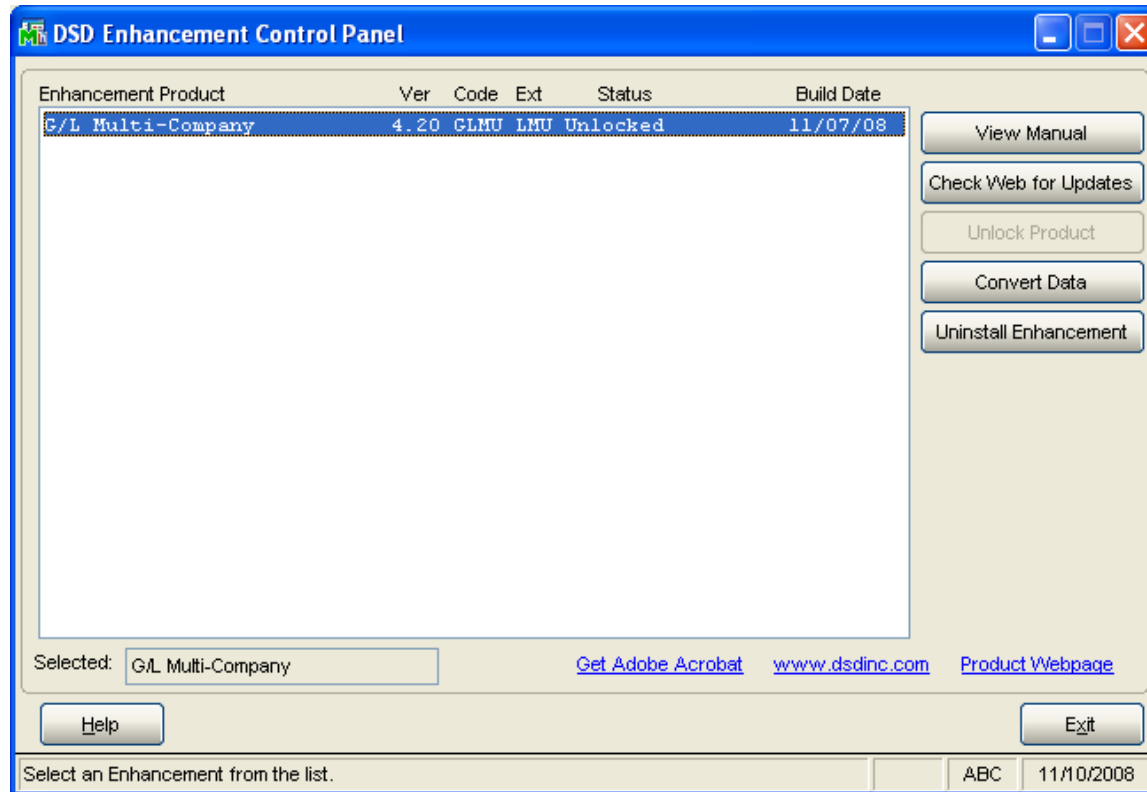 DSD Enhancement Control Panel
Enhancement Product Ver Code Ext Status Build Date
G/L Multi-Company 4.20 GLMU LMU Unlocked 11/07/08
View Manual
Check Web for Updates
Unlock Product
Convert Data
Uninstall Enhancement
Selected: G/L Multi-Company Get Adobe Acrobat www.dsdinc.com Product Webpage
Help Exit
Select an Enhancement from the list. ABC 11/10/2008